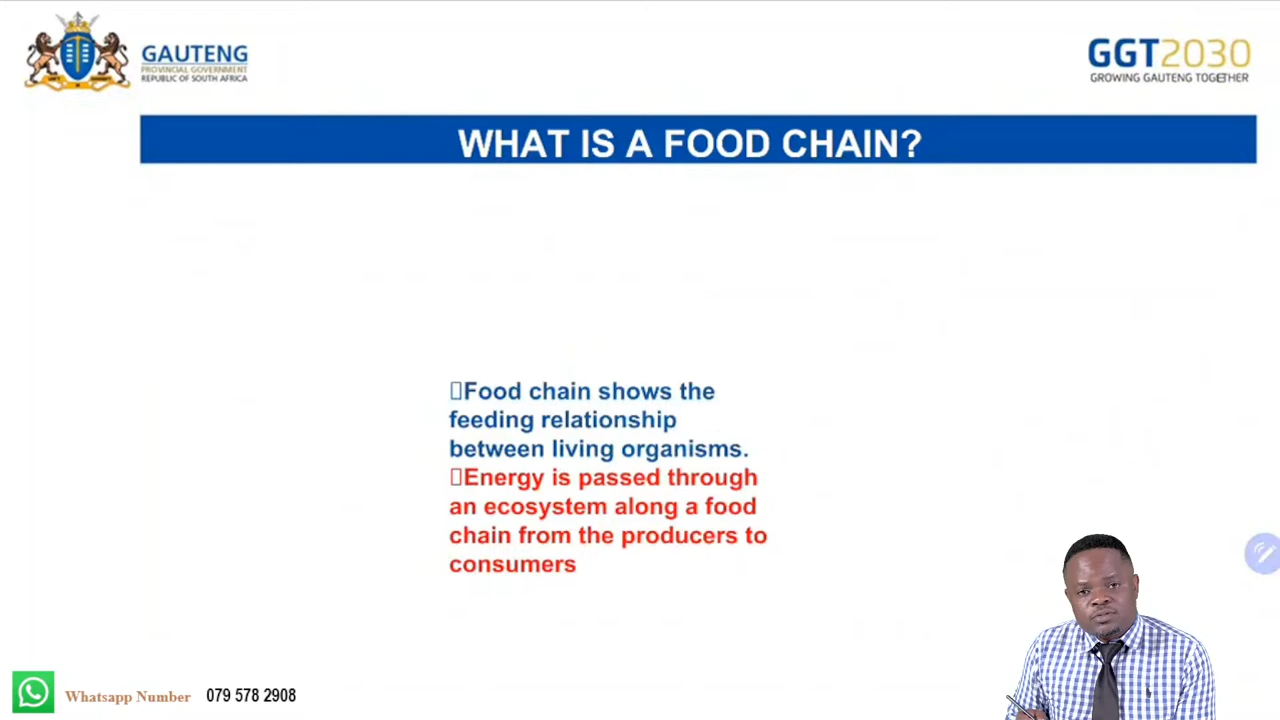 GAUTENG
PROVINCIAL GOVERNMENT
REPUBLIC OF SOUTH AFRICA
GGT2030
GROWING GAUTENG TOGETHER
WHAT IS A FOOD CHAIN?
Food chain shows the
feeding relationship
between living organisms.
Energy is passed through
an ecosystem along a food
chain from the producers to
consumers
Whatsapp Number 079 578 2908